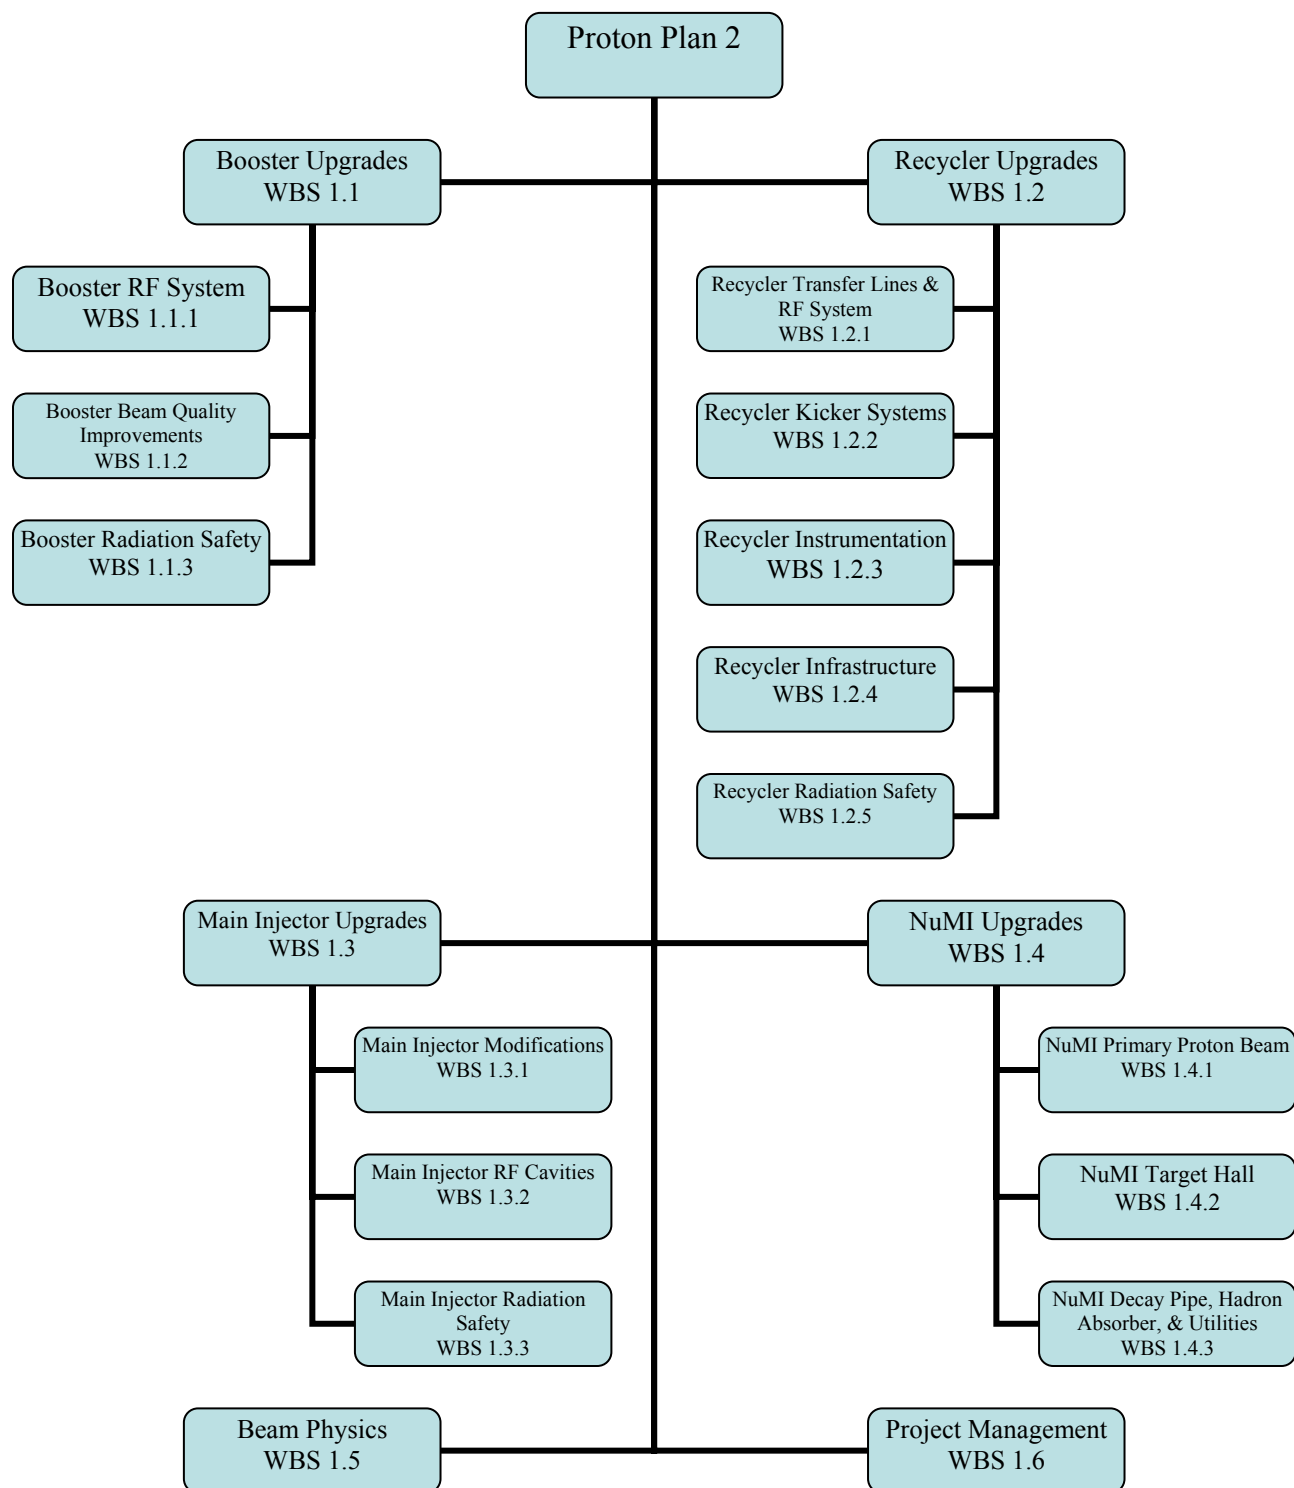 Proton Plan 2
Booster Upgrades
WBS 1.1
Recycler Upgrades
WBS 1.2
Booster RF System
WBS 1.1.1
Recycler Transfer Lines &
RF System
WBS 1.2.1
Booster Beam Quality
Improvements
WBS 1.1.2
Recycler Kicker Systems
WBS 1.2.2
Booster Radiation Safety
WBS 1.1.3
Recycler Instrumentation
WBS 1.2.3
Recycler Infrastructure
WBS 1.2.4
Recycler Radiation Safety
WBS 1.2.5
Main Injector Upgrades
WBS 1.3
NuMI Upgrades
WBS 1.4
Main Injector Modifications
WBS 1.3.1
NuMI Primary Proton Beam
WBS 1.4.1
Main Injector RF Cavities
WBS 1.3.2
NuMI Target Hall
WBS 1.4.2
Main Injector Radiation
Safety
WBS 1.3.3
NuMI Decay Pipe, Hadron
Absorber, & Utilities
WBS 1.4.3
Beam Physics
WBS 1.5
Project Management
WBS 1.6